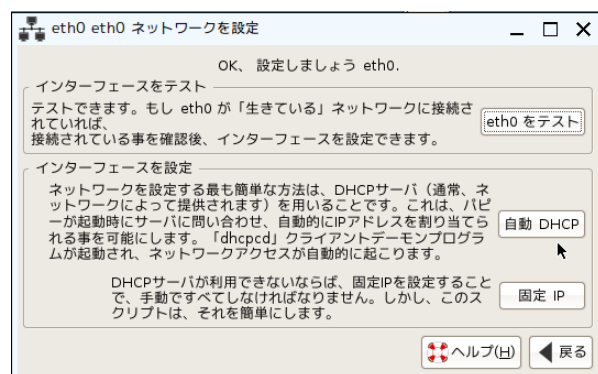 eth0 eth0 ネットワークを設定
OK、 設定しましょう eth0.
インターフェースをテスト
テストできます。もし eth0 が「生きている」ネットワークに接続さ
れていれば、
接続されている事を確認後、インターフェースを設定できます。
eth0 をテスト
インターフェースを設定
ネットワークを設定する最も簡単な方法は、DHCPサーバ（通常、ネ
ットワークによって提供されます）を用いることです。これは、パピ
ーが起動時にサーバに問い合わせ、自動的にIPアドレスを割り当てら
れる事を可能にします。「dhcpcd」クライアントデーモンプログラ
ムが起動され、ネットワークアクセスが自動的に起こります。
自動 DHCP
DHCPサーバが利用できないならば、固定IPを設定すること
で、手動ですべてしなければなりません。しかし、このス
クリプトは、それを簡単にします。
固定 IP
ヘルプ(H)
戻る